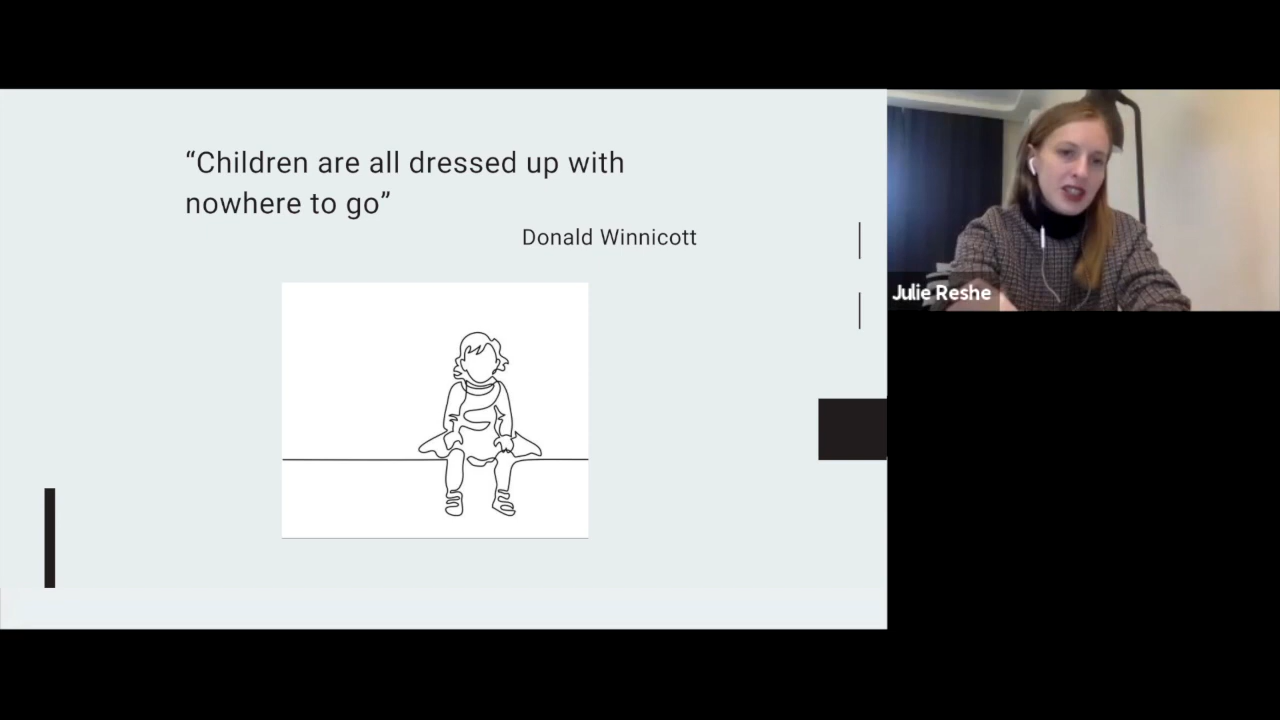 “Children are all dressed up with
nowhere to go”
Donald Winnicott
Julie Reshe